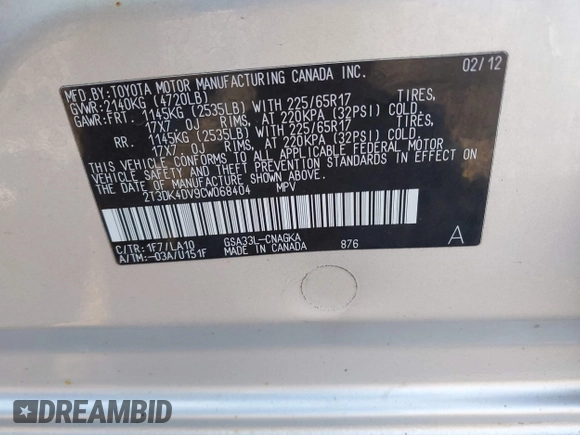 MFD.BY:TOYOTA MOTOR MANUFACTURING CANADA INC. 02/12
GVWR:2140KG (4720LB)
GAWR:FRT. 1145KG (2535LB) WITH 225/65R17 TIRES,
17X7 0J RIMS, AT 220KPA (32PSI) COLD.
RR. 1145KG (2535LB) WITH 225/65R17 TIRES,
17X7 0J RIMS, AT 220KPA (32PSI) COLD.
THIS VEHICLE CONFORMS TO ALL APPLICABLE FEDERAL MOTOR
VEHICLE SAFETY AND THEFT PREVENTION STANDARDS IN EFFECT ON
THE DATE OF MANUFACTURE SHOWN ABOVE.
2T3DK4DV9CW068404 MPV
C/TR:1F7/LA10 GSA33L-CNAGKA A
A/TM:-03A/U151F MADE IN CANADA 876
DREAMBID